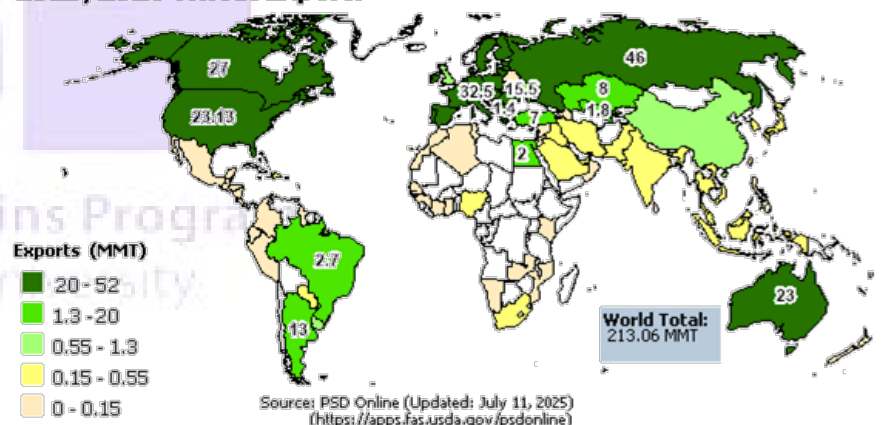 27
46
32.5
15.5
8
1.4
1.8
23.13
7
2
2.7
13
23
ins Progra
Exports (MMT)
20 - 52
1.3 -20
0.55 - 1.3
0.15 - 0.55
0 - 0.15
World Total:
213.06 MMT
Source: PSD Online (Updated: July 11, 2025)
(https://apps.fas.usda.gov/psdonline)